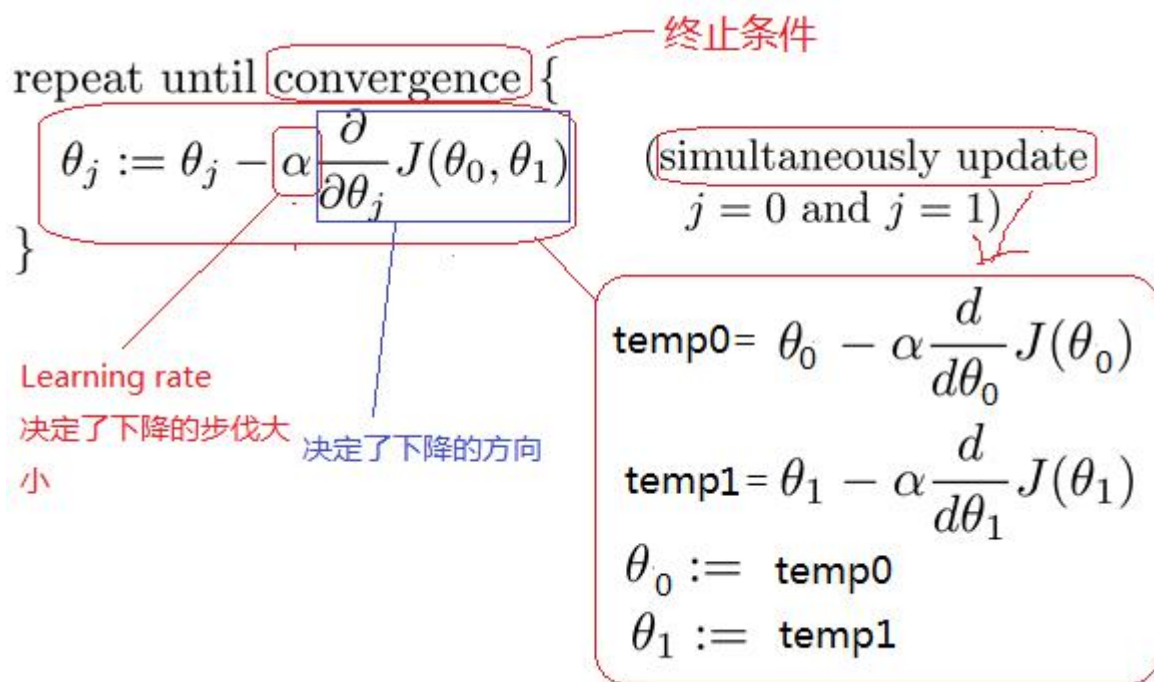 终止条件
repeat until convergence {
θ_j := θ_j − α ∂/∂θ_j J(θ_0, θ_1)
(simultaneously update
j = 0 and j = 1)
}
Learning rate
决定了下降的步伐大
小
决定了下降的方向
temp0= θ_0 − α d/dθ_0 J(θ_0)
temp1= θ_1 − α d/dθ_1 J(θ_1)
θ_0 := temp0
θ_1 := temp1